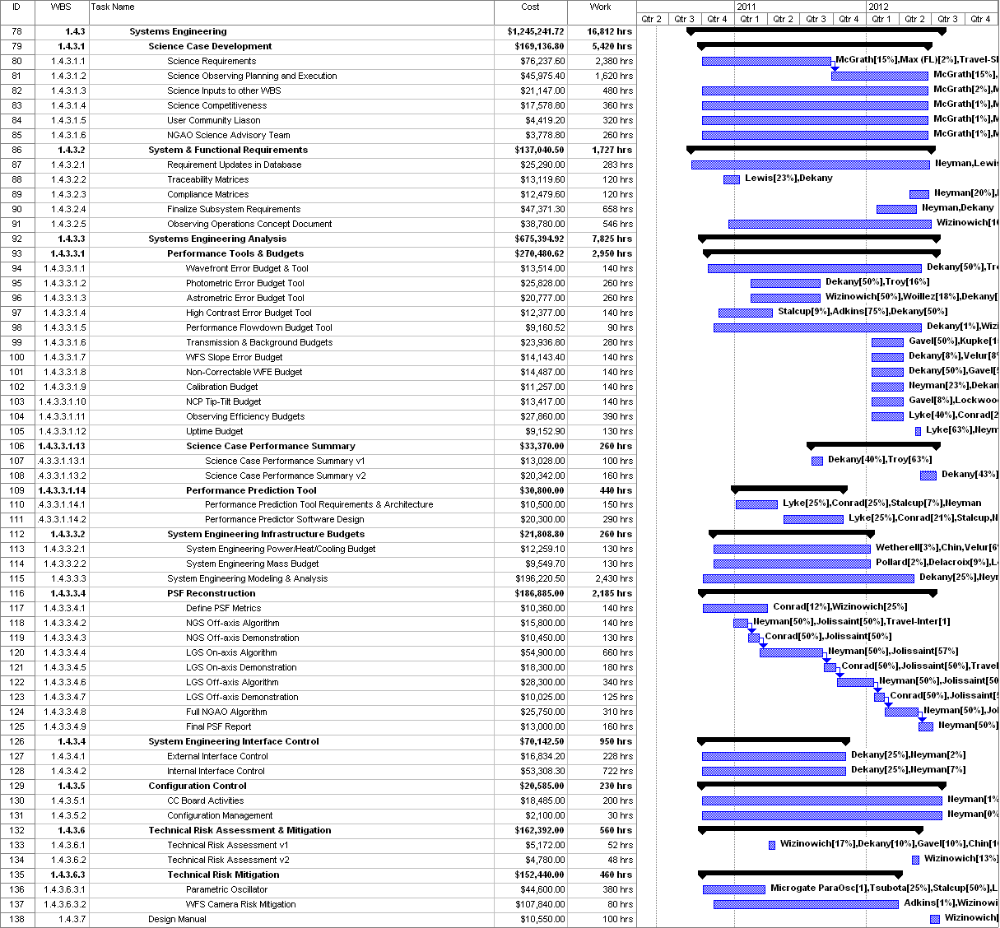 ID WBS Task Name Cost Work 2011 2012
Qtr 2 Qtr 3 Qtr 4 Qtr 1 Qtr 2 Qtr 3 Qtr 4 Qtr 1 Qtr 2 Qtr 3 Qtr 4
78 1.4.3 Systems Engineering $1,245,241.72 16,812 hrs
79 1.4.3.1 Science Case Development $169,136.80 5,420 hrs
80 1.4.3.1.1 Science Requirements $76,237.60 2,380 hrs McGrath[15%],Max (FL)[2%],Travel-SI
81 1.4.3.1.2 Science Observing Planning and Execution $45,975.40 1,620 hrs McGrath[15%],
82 1.4.3.1.3 Science Inputs to other WBS $21,147.00 480 hrs McGrath[2%],M
83 1.4.3.1.4 Science Competitiveness $17,578.80 360 hrs McGrath[1%],M
84 1.4.3.1.5 User Community Liason $4,419.20 320 hrs McGrath[1%],M
85 1.4.3.1.6 NGAO Science Advisory Team $3,778.80 260 hrs McGrath[1%],M
86 1.4.3.2 System & Functional Requirements $137,040.50 1,727 hrs
87 1.4.3.2.1 Requirement Updates in Database $25,290.00 283 hrs Neyman,Lewis
88 1.4.3.2.2 Traceability Matrices $13,119.60 120 hrs Lewis[23%],Dekany
89 1.4.3.2.3 Compliance Matrices $12,479.60 120 hrs Neyman[20%],
90 1.4.3.2.4 Finalize Subsystem Requirements $47,371.30 658 hrs Neyman,Dekany
91 1.4.3.2.5 Observing Operations Concept Document $38,780.00 546 hrs Wizinowich[10
92 1.4.3.3 Systems Engineering Analysis $675,394.92 7,825 hrs
93 1.4.3.3.1 Performance Tools & Budgets $270,480.62 2,950 hrs
94 1.4.3.3.1.1 Wavefront Error Budget & Tool $13,514.00 140 hrs Dekany[50%],Tro
95 1.4.3.3.1.2 Photometric Error Budget Tool $25,828.00 260 hrs Dekany[50%],Troy[16%]
96 1.4.3.3.1.3 Astrometric Error Budget Tool $20,777.00 260 hrs Wizinowich[50%],Woillez[18%],Dekany[
97 1.4.3.3.1.4 High Contrast Error Budget Tool $12,377.00 140 hrs Stalcup[9%],Adkins[75%],Dekany[50%]
98 1.4.3.3.1.5 Performance Flowdown Budget Tool $9,160.52 90 hrs Dekany[1%],Wizi
99 1.4.3.3.1.6 Transmission & Background Budgets $23,936.80 280 hrs Gavel[50%],Kupke[1
100 1.4.3.3.1.7 WFS Slope Error Budget $14,143.40 140 hrs Dekany[8%],Velur[8%
101 1.4.3.3.1.8 Non-Correctable WFE Budget $14,487.00 140 hrs Dekany[50%],Gavel[5
102 1.4.3.3.1.9 Calibration Budget $11,257.00 140 hrs Neyman[23%],Dekan
103 1.4.3.3.1.10 NCP Tip-Tilt Budget $13,417.00 140 hrs Gavel[8%],Lockwoo
104 1.4.3.3.1.11 Observing Efficiency Budgets $27,860.00 390 hrs Lyke[40%],Conrad[2
105 1.4.3.3.1.12 Uptime Budget $9,152.90 130 hrs Lyke[63%],Neym
106 1.4.3.3.1.13 Science Case Performance Summary $33,370.00 260 hrs
107 .4.3.3.1.13.1 Science Case Performance Summary v1 $13,028.00 100 hrs Dekany[40%],Troy[63%]
108 .4.3.3.1.13.2 Science Case Performance Summary v2 $20,342.00 160 hrs Dekany[43%]
109 1.4.3.3.1.14 Performance Prediction Tool $30,800.00 440 hrs
110 .4.3.3.1.14.1 Performance Prediction Tool Requirements & Architecture $10,500.00 150 hrs Lyke[25%],Conrad[25%],Stalcup[7%],Neyman
111 .4.3.3.1.14.2 Performance Predictor Software Design $20,300.00 290 hrs Lyke[25%],Conrad[21%],Stalcup,N
112 1.4.3.3.2 System Engineering Infrastructure Budgets $21,808.80 260 hrs
113 1.4.3.3.2.1 System Engineering Power/Heat/Cooling Budget $12,259.10 130 hrs Wetherell[3%],Chin,Velur[6%
114 1.4.3.3.2.2 System Engineering Mass Budget $9,549.70 130 hrs Pollard[2%],Delacroix[9%],L
115 1.4.3.3.3 System Engineering Modeling & Analysis $196,220.50 2,430 hrs Dekany[25%],Neyr
116 1.4.3.3.4 PSF Reconstruction $186,885.00 2,185 hrs
117 1.4.3.3.4.1 Define PSF Metrics $10,360.00 140 hrs Conrad[12%],Wizinowich[25%]
118 1.4.3.3.4.2 NGS Off-axis Algorithm $15,800.00 140 hrs Neyman[50%],Jolissaint[50%],Travel-Inter[1]
119 1.4.3.3.4.3 NGS Off-axis Demonstration $10,450.00 130 hrs Conrad[50%],Jolissaint[50%]
120 1.4.3.3.4.4 LGS On-axis Algorithm $54,900.00 660 hrs Neyman[50%],Jolissaint[57%]
121 1.4.3.3.4.5 LGS On-axis Demonstration $18,300.00 180 hrs Conrad[50%],Jolissaint[50%],Travel
122 1.4.3.3.4.6 LGS Off-axis Algorithm $28,300.00 340 hrs Neyman[50%],Jolissaint[50
123 1.4.3.3.4.7 LGS Off-axis Demonstration $10,025.00 125 hrs Conrad[50%],Jolissaint[5
124 1.4.3.3.4.8 Full NGAO Algorithm $25,750.00 310 hrs Neyman[50%],Jol
125 1.4.3.3.4.9 Final PSF Report $13,000.00 160 hrs Neyman[50%]
126 1.4.3.4 System Engineering Interface Control $70,142.50 950 hrs
127 1.4.3.4.1 External Interface Control $16,834.20 228 hrs Dekany[25%],Neyman[2%]
128 1.4.3.4.2 Internal Interface Control $53,308.30 722 hrs Dekany[25%],Neyman[7%]
129 1.4.3.5 Configuration Control $20,585.00 230 hrs
130 1.4.3.5.1 CC Board Activities $18,485.00 200 hrs Neyman[1%
131 1.4.3.5.2 Configuration Management $2,100.00 30 hrs Neyman[0%
132 1.4.3.6 Technical Risk Assessment & Mitigation $162,392.00 560 hrs
133 1.4.3.6.1 Technical Risk Assessment v1 $5,172.00 52 hrs Wizinowich[17%],Dekany[10%],Gavel[10%],Chin[10
134 1.4.3.6.2 Technical Risk Assessment v2 $4,780.00 48 hrs Wizinowich[13%]
135 1.4.3.6.3 Technical Risk Mitigation $152,440.00 460 hrs
136 1.4.3.6.3.1 Parametric Oscillator $44,600.00 380 hrs Microgate ParaOsc[1],Tsubota[25%],Stalcup[50%],L
137 1.4.3.6.3.2 WFS Camera Risk Mitigation $107,840.00 80 hrs Adkins[1%],Wizinowi
138 1.4.3.7 Design Manual $10,550.00 100 hrs Wizinowich[